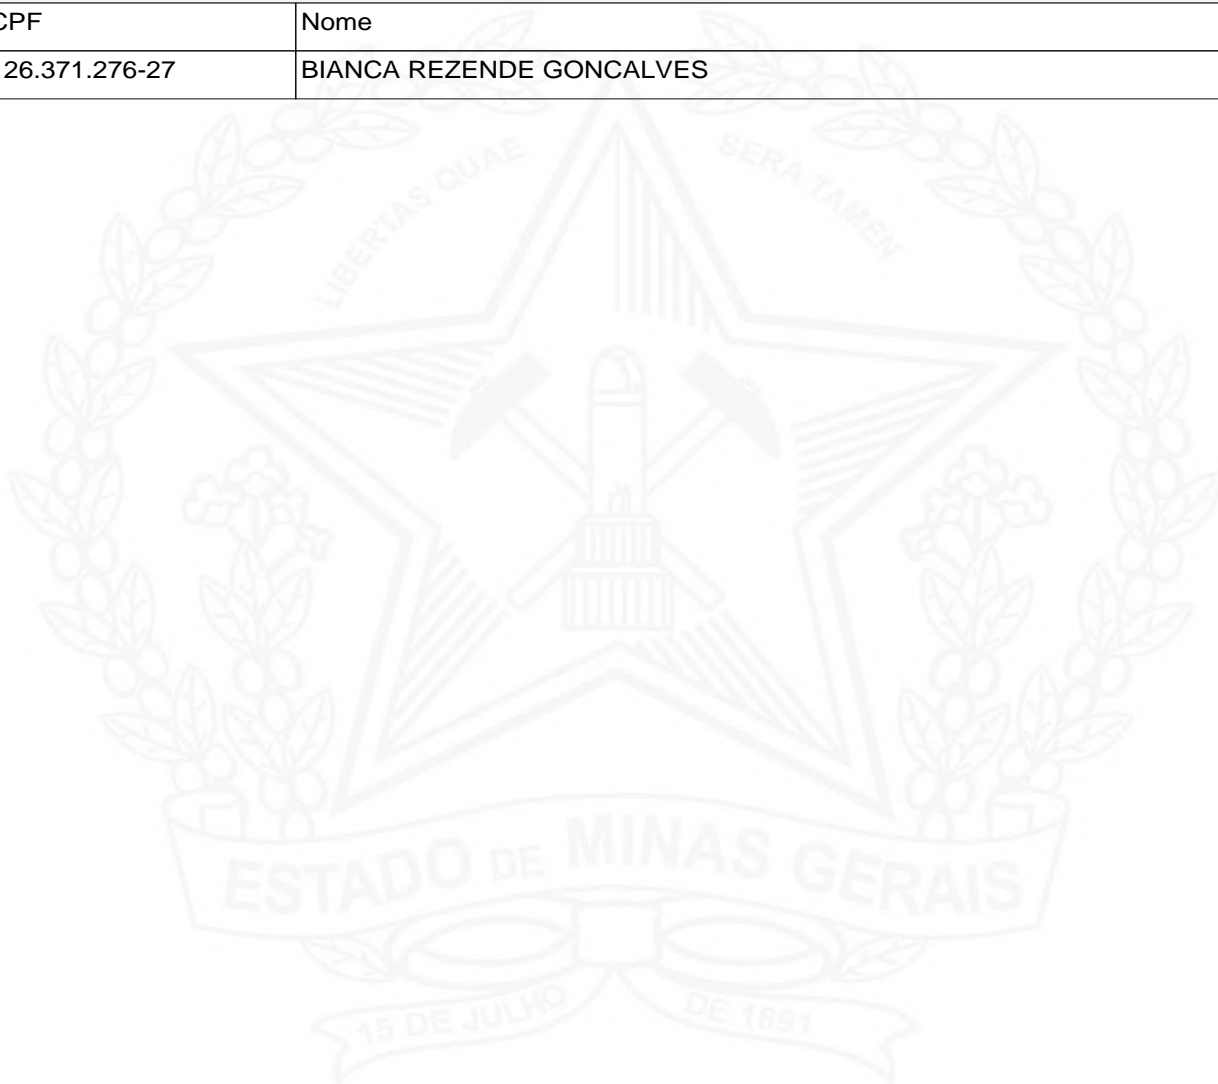 CPF Nome
26.371.276-27 BIANCA REZENDE GONCALVES
LIBERTAS QUAE SERA TAMEN
ESTADO DE MINAS GERAIS
15 DE JULHO DE 1891